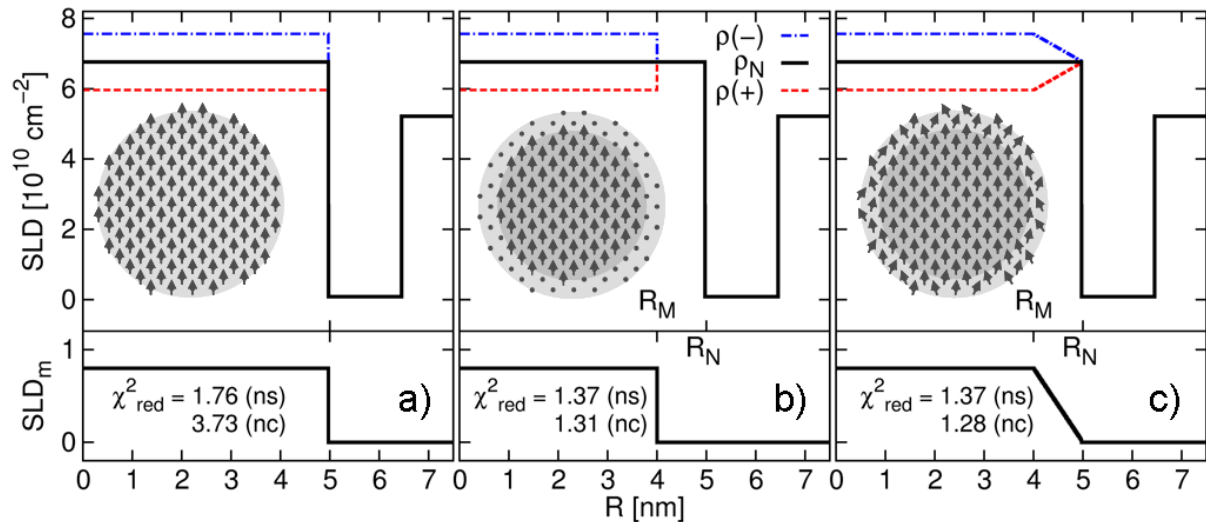 SLD [10^10 cm^-2]
8
6
4
2
0
ρ(−)
ρ_N
ρ(+)
R_M
R_M
SLD_m
1
0
χ²_red = 1.76 (ns)
3.73 (nc)
a)
R_N
χ²_red = 1.37 (ns)
1.31 (nc)
b)
R_N
χ²_red = 1.37 (ns)
1.28 (nc)
c)
0 1 2 3 4 5 6 7
0 1 2 3 4 5 6 7
0 1 2 3 4 5 6 7
R [nm]